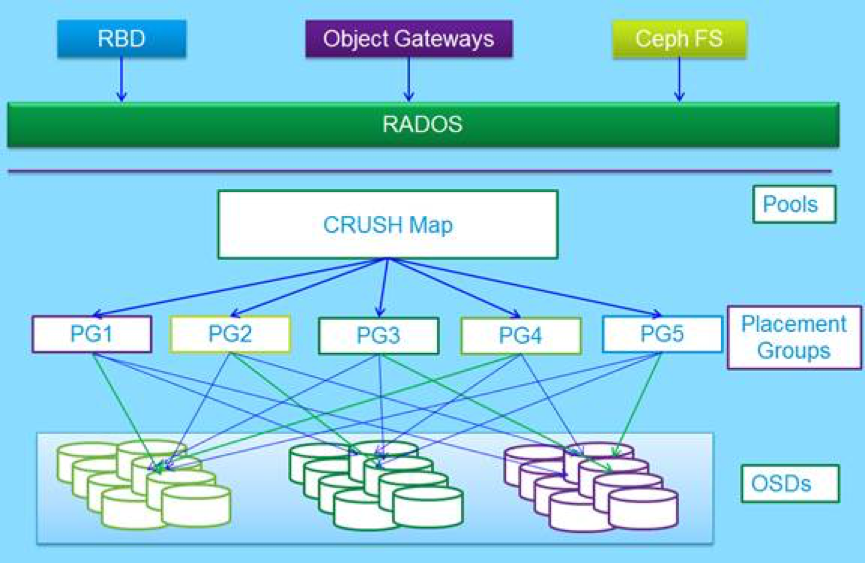 RBD
Object Gateways
Ceph FS
RADOS
Pools
CRUSH Map
PG1
PG2
PG3
PG4
PG5
Placement
Groups
OSDs